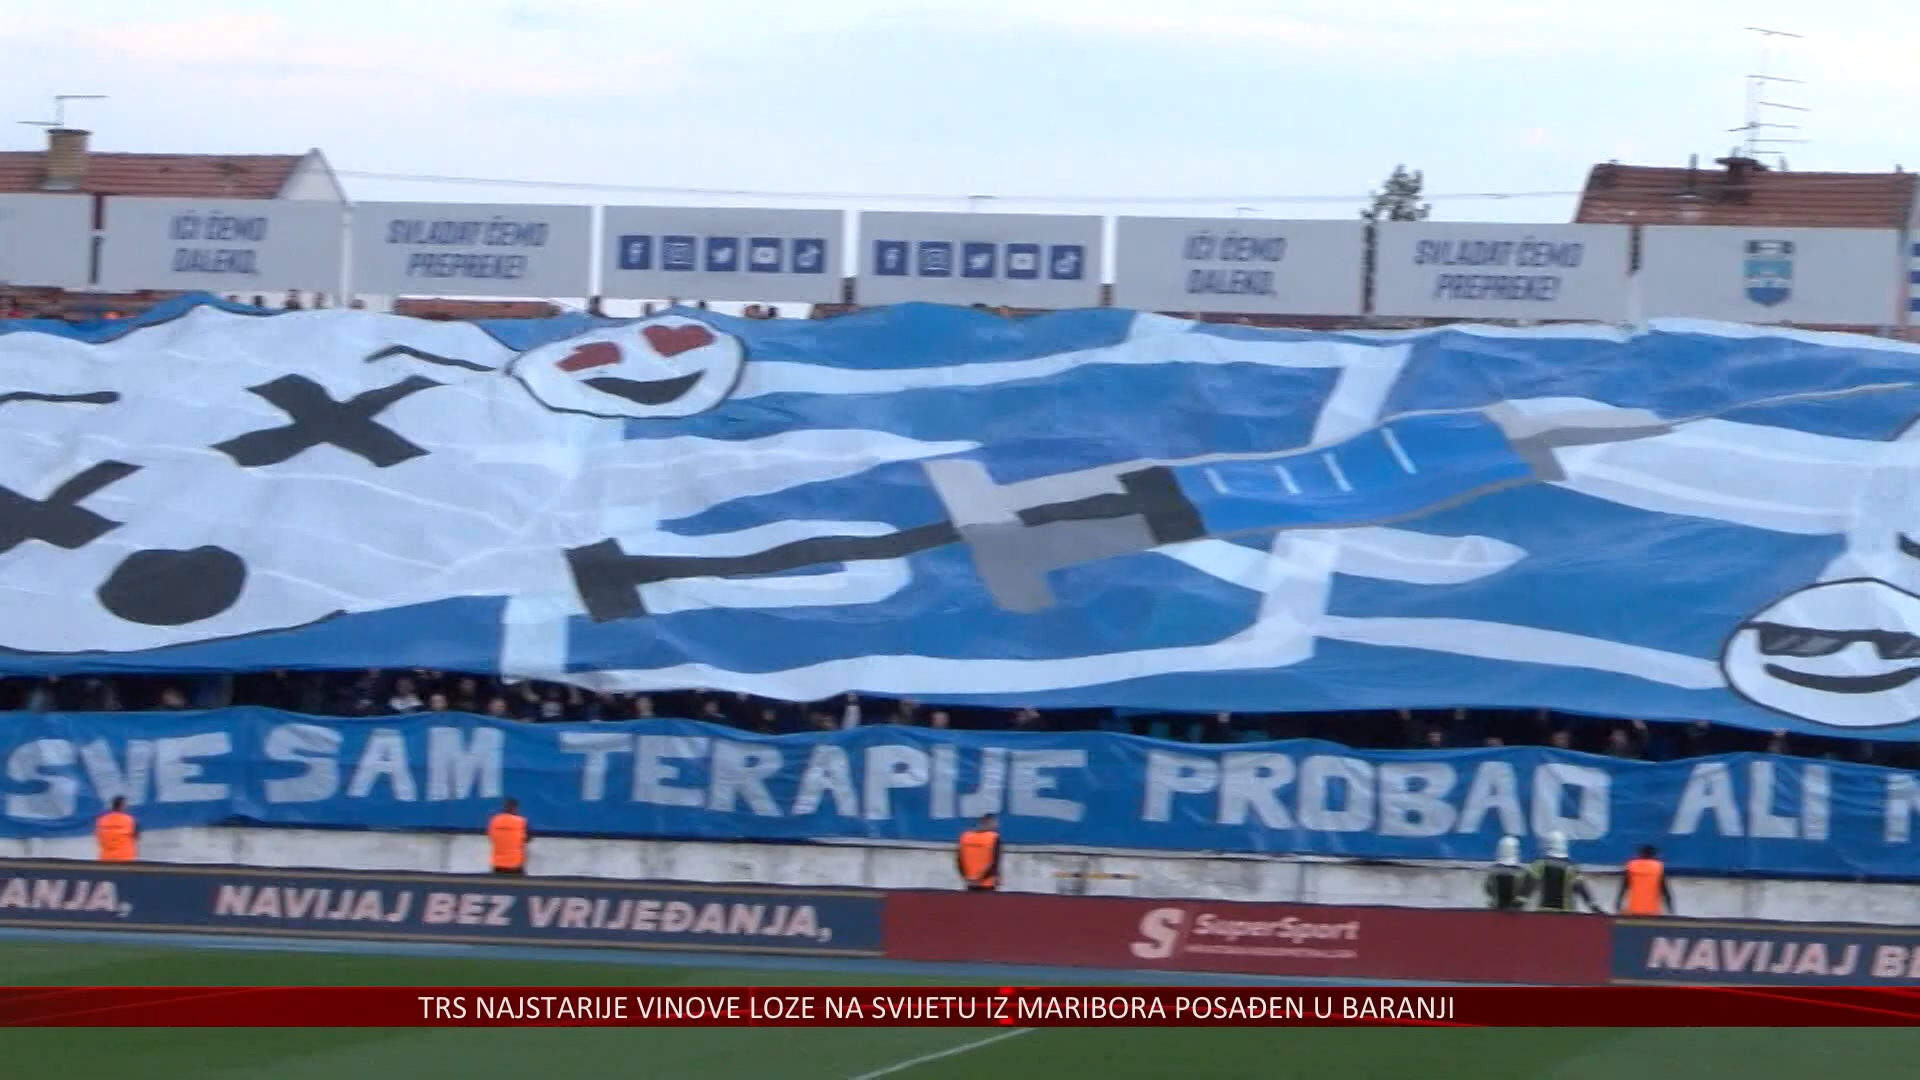 IĆI ĆEMO
DALEKO,
SVLADAT ĆEMO
PREPREKE!
IĆI ĆEMO
DALEKO,
SVLADAT ĆEMO
PREPREKE!
SVE SAM TERAPIJE PROBAO ALI
ANJA,
NAVIJAJ BEZ VRIJEĐANJA,
SuperSport
NAVIJAJ BE
TRS NAJSTARIJE VINOVE LOZE NA SVIJETU IZ MARIBORA POSAĐEN U BARANJI